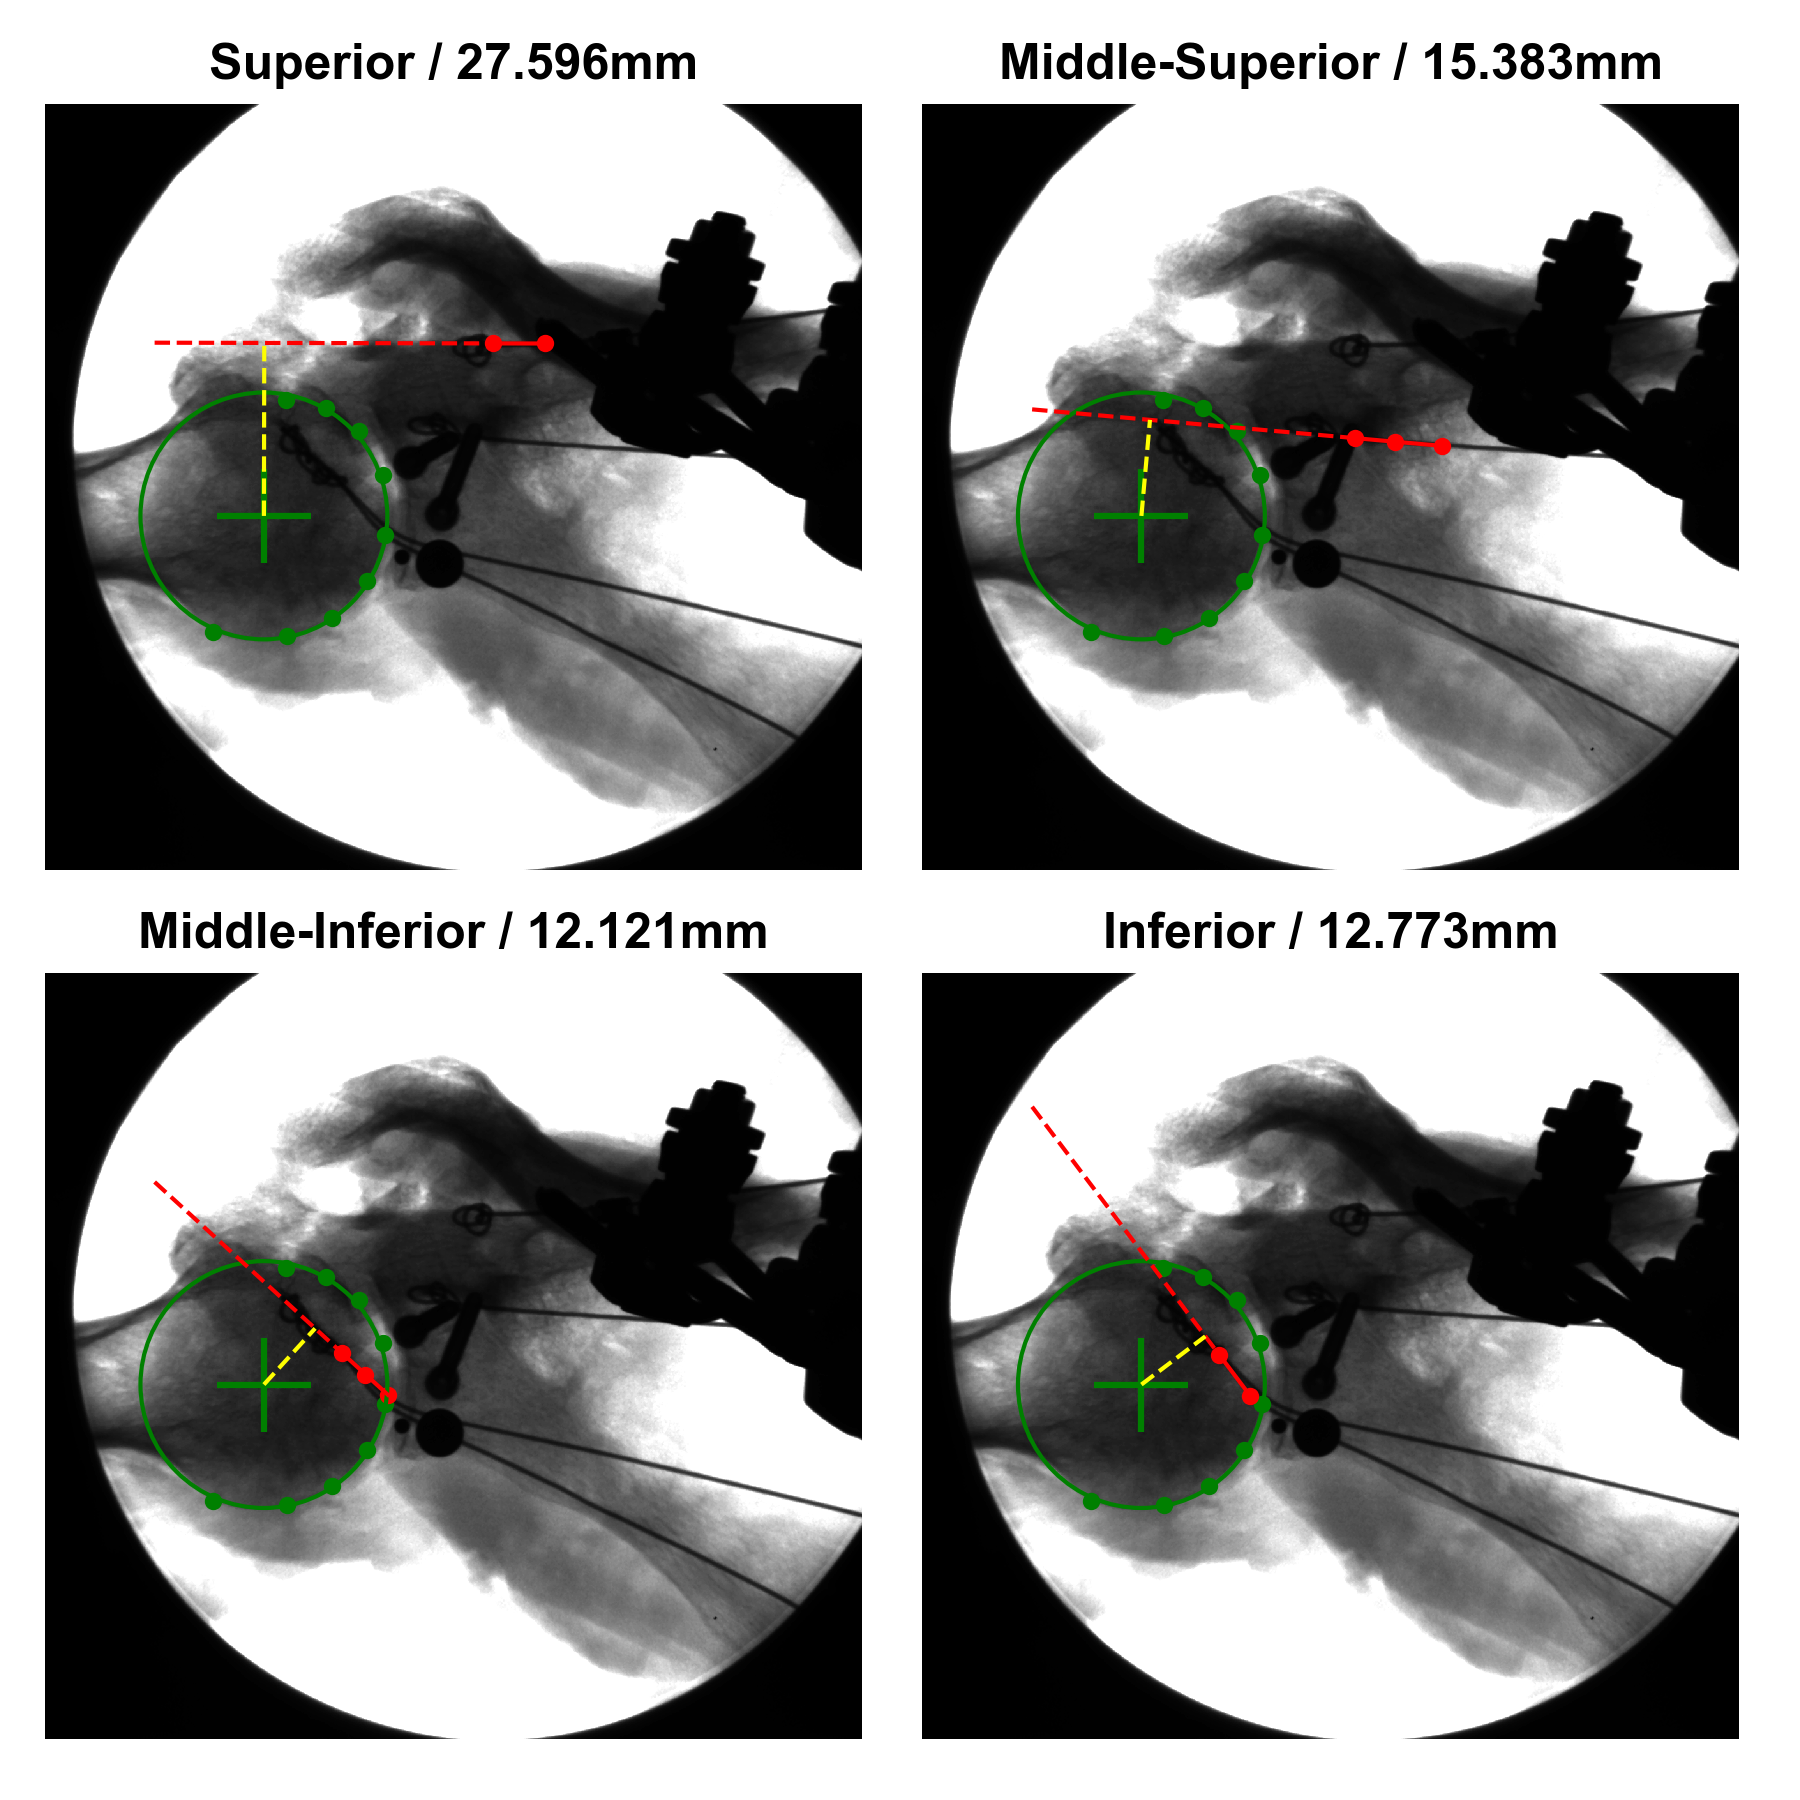 Superior / 27.596mm
Middle-Superior / 15.383mm
Middle-Inferior / 12.121mm
Inferior / 12.773mm